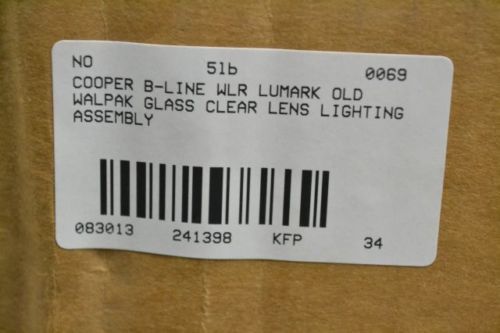 NO 51b 0069
COOPER B-LINE WLR LUMARK OLD
WALPAK GLASS CLEAR LENS LIGHTING
ASSEMBLY
083013 241398 KFP 34